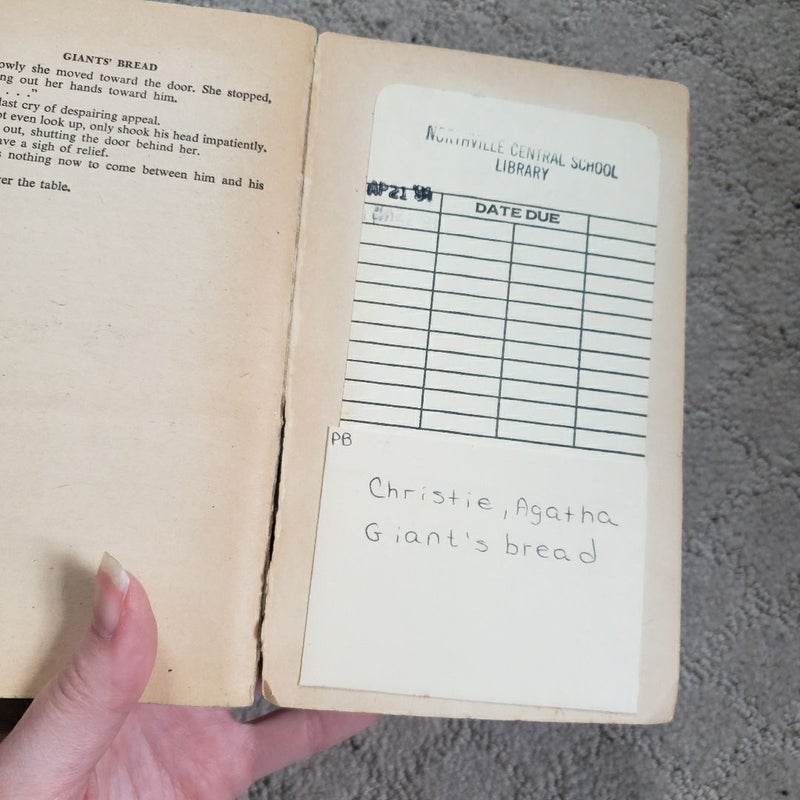 GIANTS' BREAD
owly she moved toward the door. She stopped,
ng out her hands toward him.
. . ."
last cry of despairing appeal.
ot even look up, only shook his head impatiently.
out, shutting the door behind her.
ave a sigh of relief.
s nothing now to come between him and his
er the table.
NORTHVILLE CENTRAL SCHOOL
LIBRARY
AP 21 '94
DATE DUE
PB
Christie, Agatha
Giant's bread